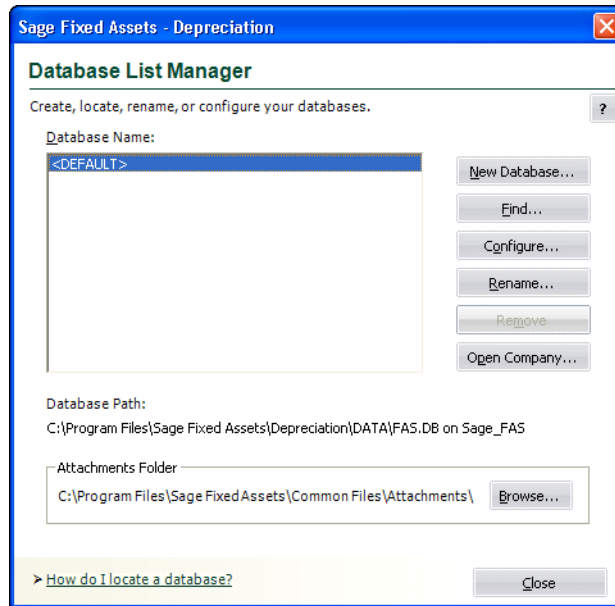 Sage Fixed Assets - Depreciation
Database List Manager
Create, locate, rename, or configure your databases.
?
Database Name:
<DEFAULT>
New Database...
Find...
Configure...
Rename...
Remove
Open Company...
Database Path:
C:\Program Files\Sage Fixed Assets\Depreciation\DATA\FAS.DB on Sage_FAS
Attachments Folder
C:\Program Files\Sage Fixed Assets\Common Files\Attachments\
Browse...
How do I locate a database?
Close